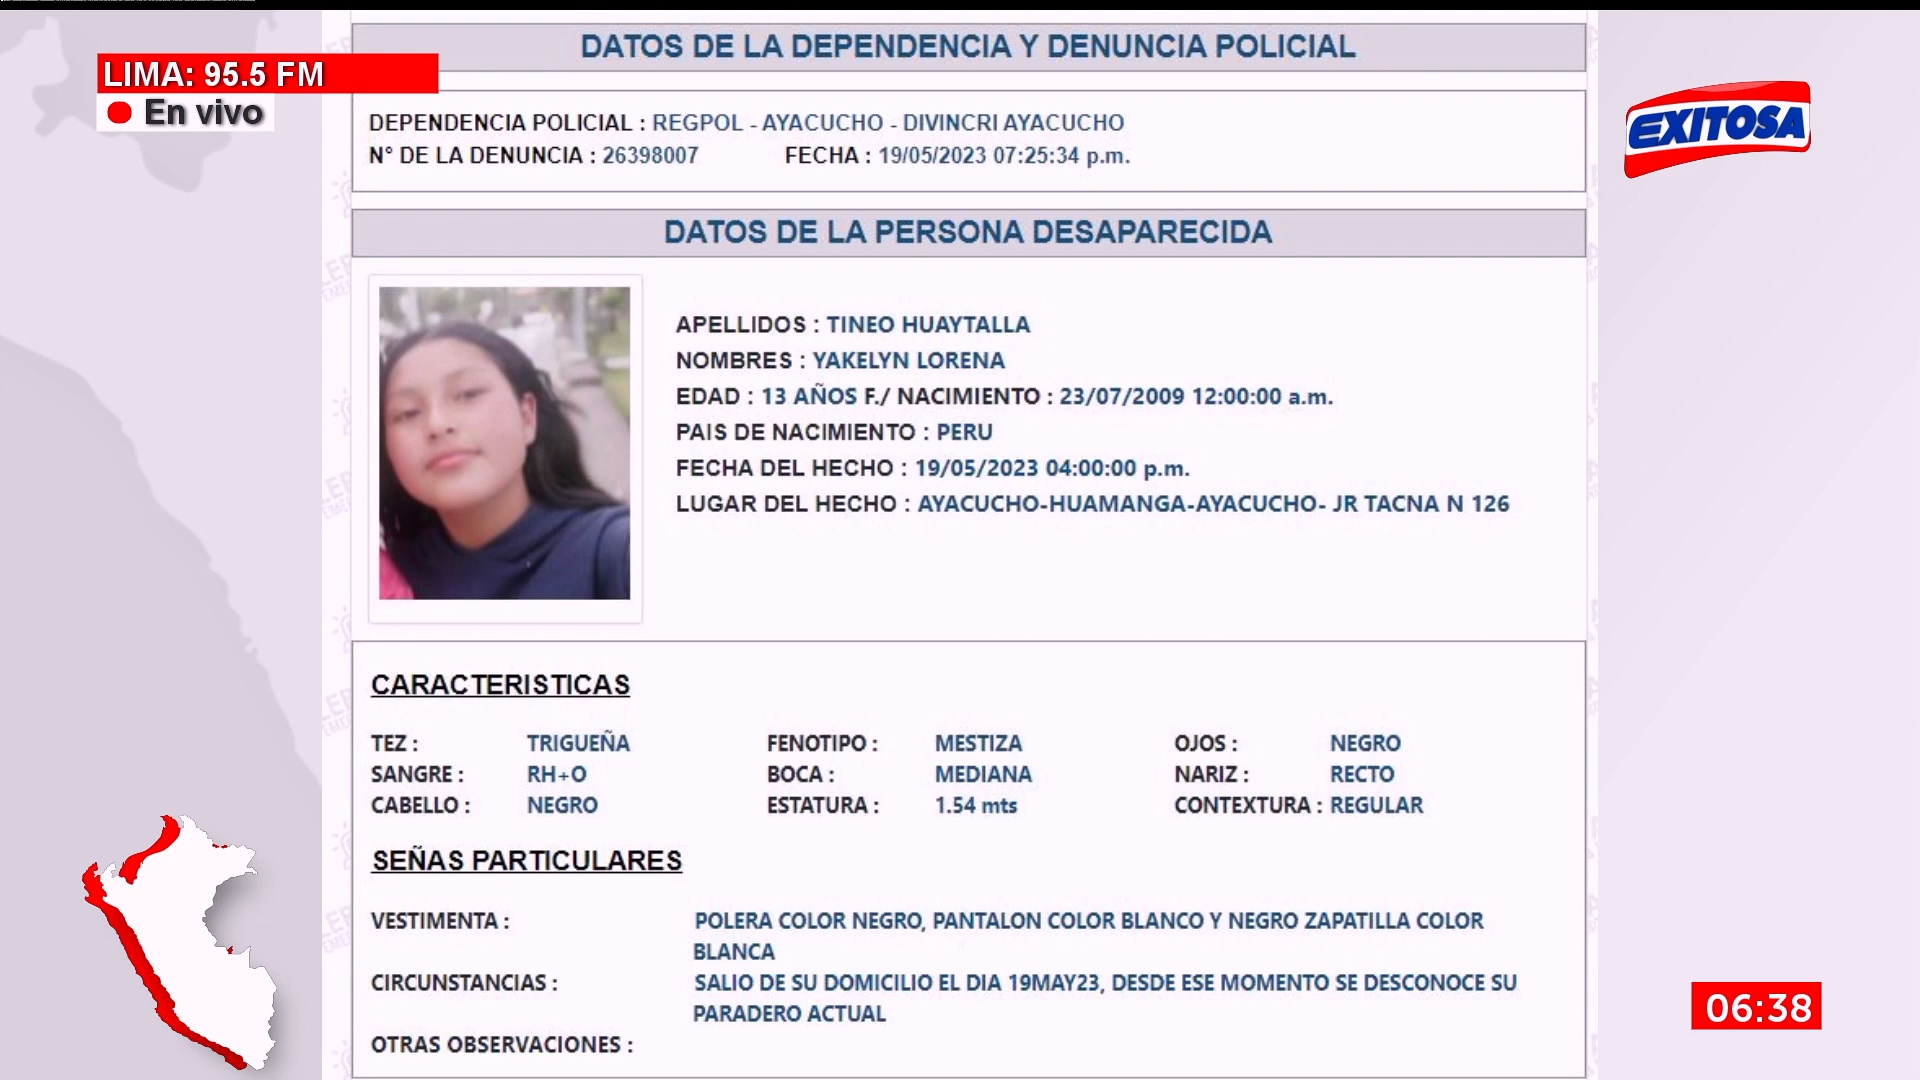 DATOS DE LA DEPENDENCIA Y DENUNCIA POLICIAL
LIMA: 95.5 FM
En vivo
EXITOSA
DEPENDENCIA POLICIAL : REGPOL - AYACUCHO - DIVINCRI AYACUCHO
N° DE LA DENUNCIA : 26398007 FECHA : 19/05/2023 07:25:34 p.m.
DATOS DE LA PERSONA DESAPARECIDA
APELLIDOS : TINEO HUAYTALLA
NOMBRES : YAKELYN LORENA
EDAD : 13 AÑOS F./ NACIMIENTO : 23/07/2009 12:00:00 a.m.
PAIS DE NACIMIENTO : PERU
FECHA DEL HECHO : 19/05/2023 04:00:00 p.m.
LUGAR DEL HECHO : AYACUCHO-HUAMANGA-AYACUCHO- JR TACNA N 126
CARACTERISTICAS
TEZ : TRIGUEÑA FENOTIPO : MESTIZA OJOS : NEGRO
SANGRE : RH+O BOCA : MEDIANA NARIZ : RECTO
CABELLO : NEGRO ESTATURA : 1.54 mts CONTEXTURA : REGULAR
SEÑAS PARTICULARES
VESTIMENTA : POLERA COLOR NEGRO, PANTALON COLOR BLANCO Y NEGRO ZAPATILLA COLOR
BLANCA
CIRCUNSTANCIAS : SALIO DE SU DOMICILIO EL DIA 19MAY23, DESDE ESE MOMENTO SE DESCONOCE SU
PARADERO ACTUAL
OTRAS OBSERVACIONES :
06:38